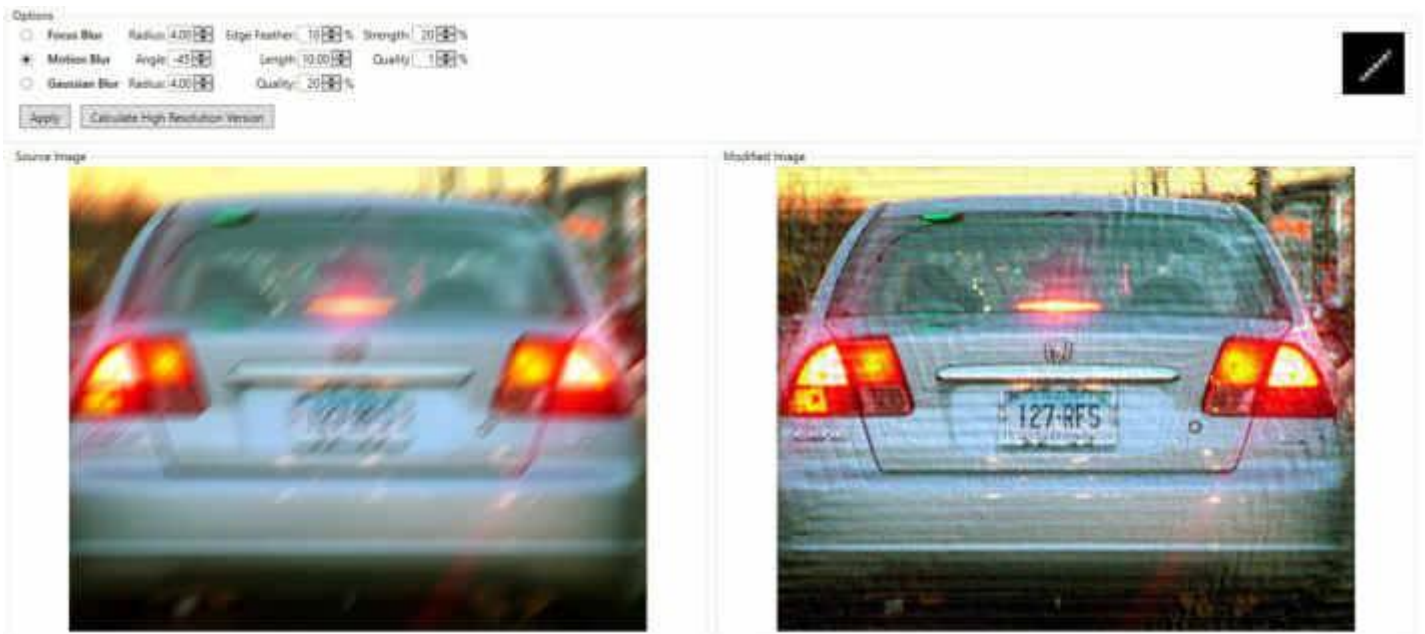 Options
Focus Blur Radius: 4.00 Edge Feather: 10 % Strength: 20 %
Motion Blur Angle: -45 Length: 10.00 Quality: 1 %
Gaussian Blur Radius: 4.00 Quality: 20 %
Apply Calculate High Resolution Version
Source Image Modified Image
127·RFS